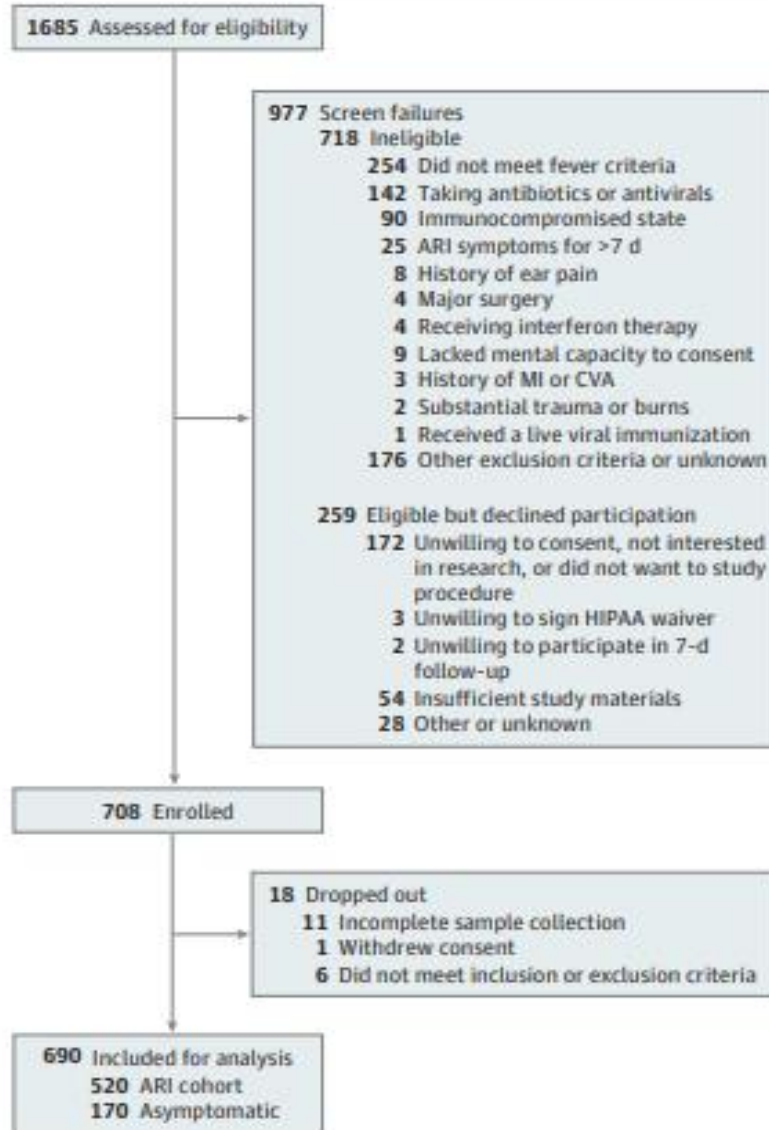 1685 Assessed for eligibility
977 Screen failures
718 Ineligible
254 Did not meet fever criteria
142 Taking antibiotics or antivirals
90 Immunocompromised state
25 ARI symptoms for >7 d
8 History of ear pain
4 Major surgery
4 Receiving interferon therapy
9 Lacked mental capacity to consent
3 History of MI or CVA
2 Substantial trauma or burns
1 Received a live viral immunization
176 Other exclusion criteria or unknown
259 Eligible but declined participation
172 Unwilling to consent, not interested
in research, or did not want to study
procedure
3 Unwilling to sign HIPAA waiver
2 Unwilling to participate in 7-d
follow-up
54 Insufficient study materials
28 Other or unknown
708 Enrolled
18 Dropped out
11 Incomplete sample collection
1 Withdrew consent
6 Did not meet inclusion or exclusion criteria
690 Included for analysis
520 ARI cohort
170 Asymptomatic